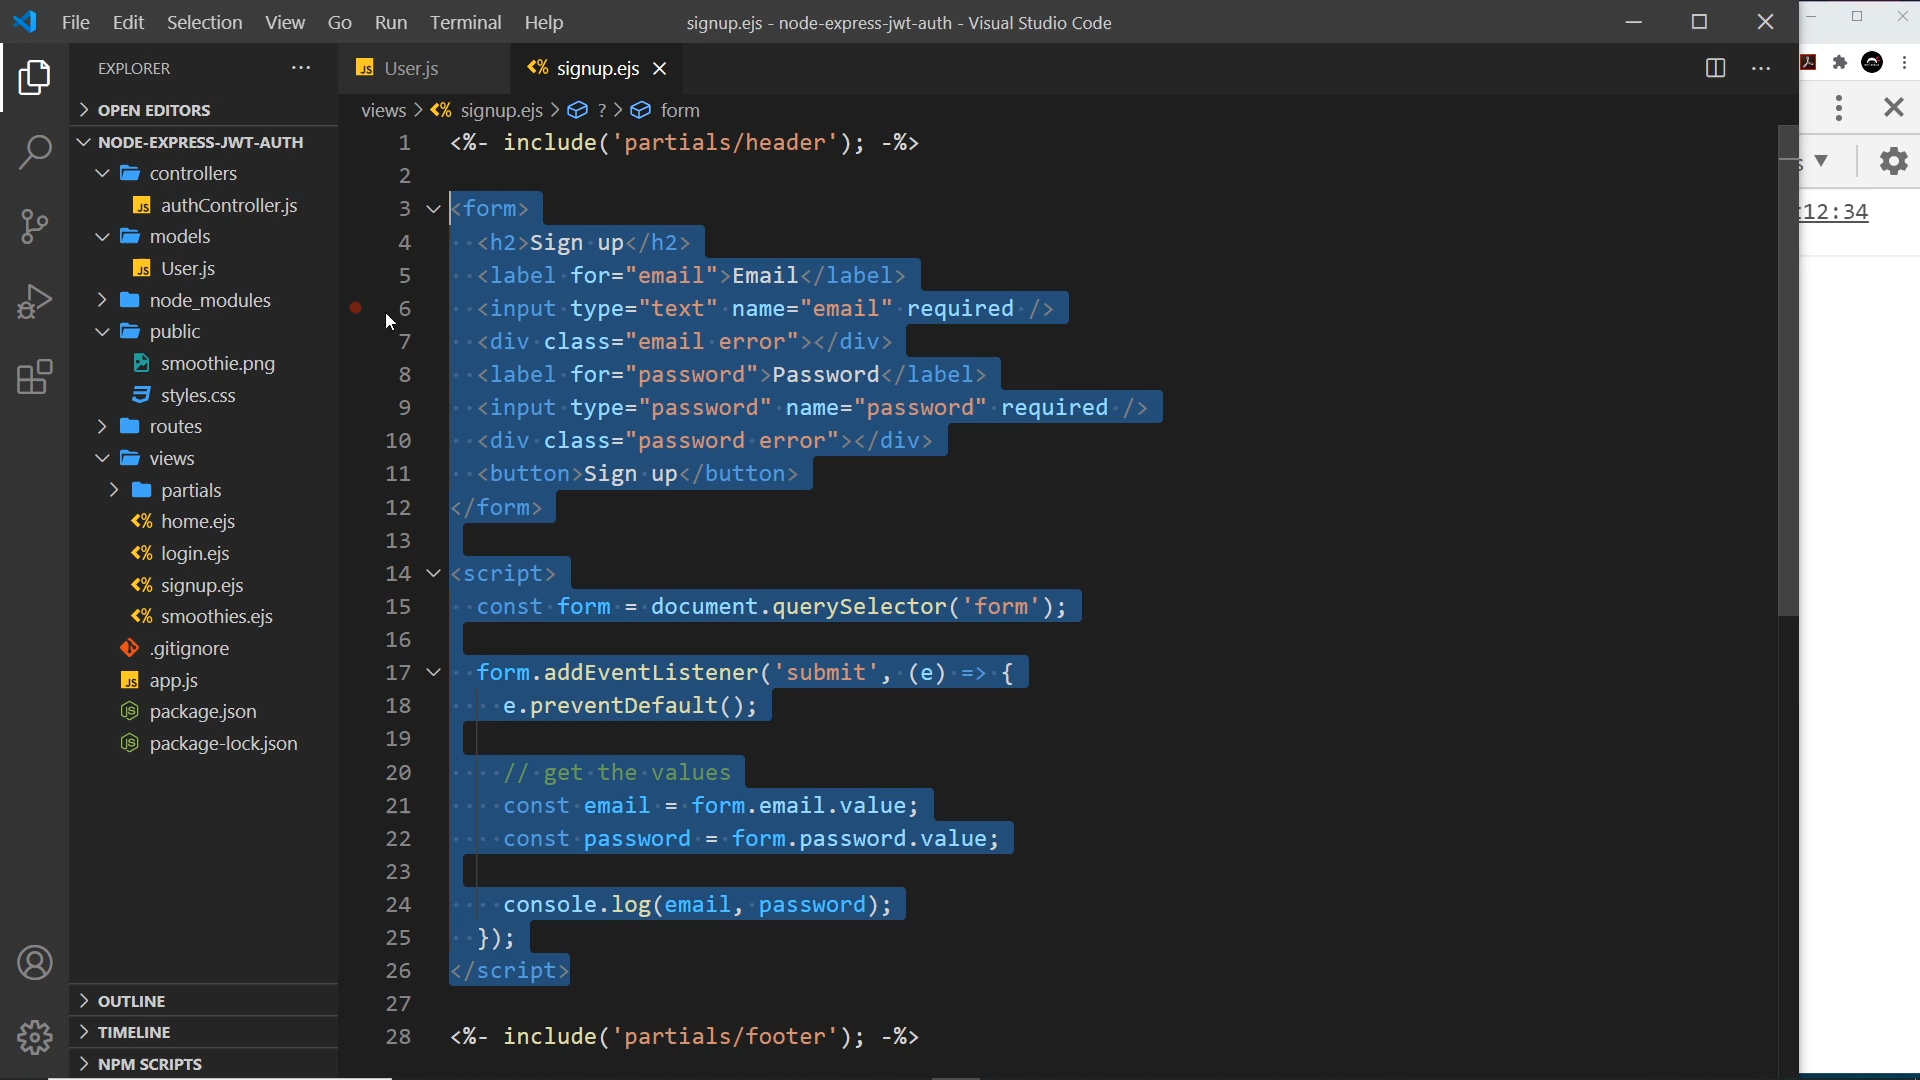 File Edit Selection View Go Run Terminal Help
signup.ejs - node-express-jwt-auth - Visual Studio Code
EXPLORER
OPEN EDITORS
NODE-EXPRESS-JWT-AUTH
controllers
authController.js
models
User.js
node_modules
public
smoothie.png
styles.css
routes
views
partials
home.ejs
login.ejs
signup.ejs
smoothies.ejs
.gitignore
app.js
package.json
package-lock.json
OUTLINE
TIMELINE
NPM SCRIPTS
User.js
signup.ejs
views > signup.ejs > ? > form
1 <%- include('partials/header'); -%>
2
3 <form>
4 <h2>Sign up</h2>
5 <label for="email">Email</label>
6 <input type="text" name="email" required />
7 <div class="email error"></div>
8 <label for="password">Password</label>
9 <input type="password" name="password" required />
10 <div class="password error"></div>
11 <button>Sign up</button>
12 </form>
13
14 <script>
15 const form = document.querySelector('form');
16
17 form.addEventListener('submit', (e) => {
18 e.preventDefault();
19
20 // get the values
21 const email = form.email.value;
22 const password = form.password.value;
23
24 console.log(email, password);
25 });
26 </script>
27
28 <%- include('partials/footer'); -%>
:12:34